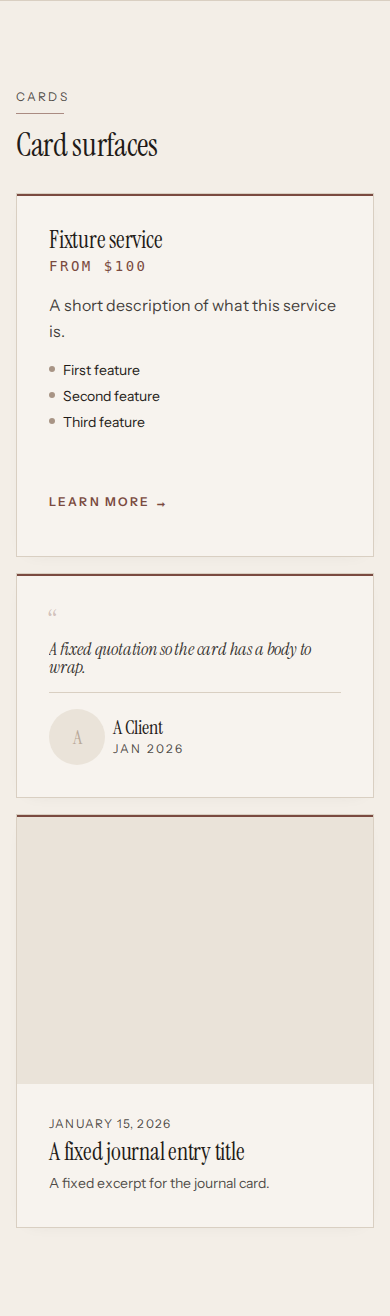 CARDS
Card surfaces
Fixture service
FROM $100
A short description of what this service
is.
First feature
Second feature
Third feature
LEARN MORE →
“
A fixed quotation so the card has a body to
wrap.
A
A Client
JAN 2026
JANUARY 15, 2026
A fixed journal entry title
A fixed excerpt for the journal card.